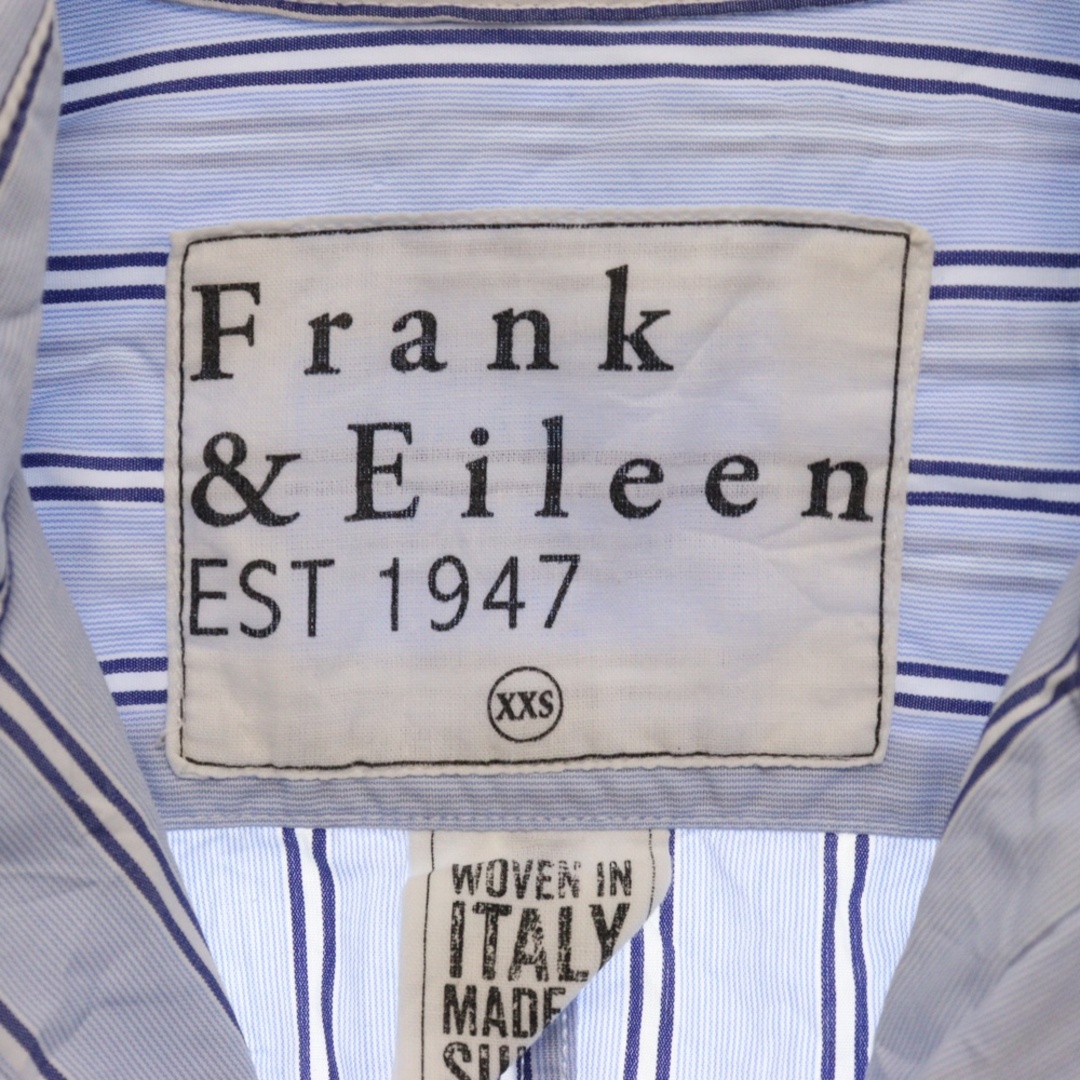 Frank
& Eileen
EST 1947
XXS
WOVEN IN
ITALY
MADE